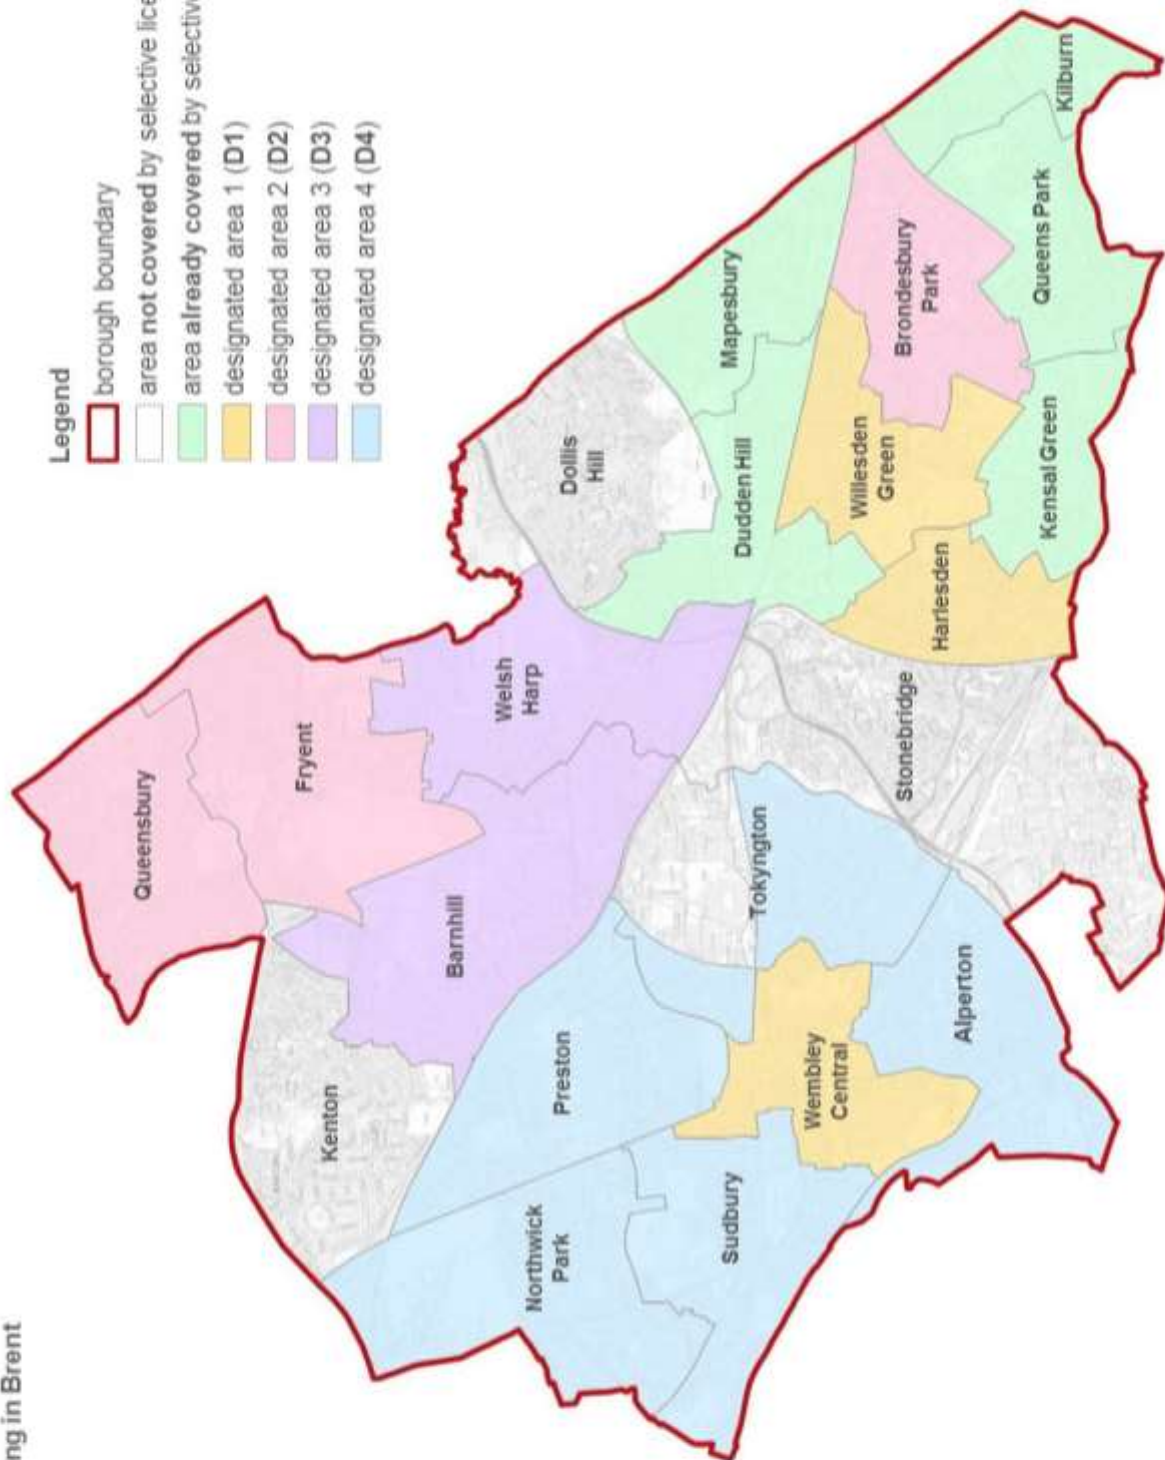 ng in Brent
Legend
borough boundary
area not covered by selective lice
area already covered by selectiv
designated area 1 (D1)
designated area 2 (D2)
designated area 3 (D3)
designated area 4 (D4)
Queensbury
Fryent
Kenton
Welsh
Harp
Barnhill
Dollis
Hill
Preston
Northwick
Park
Mapesbury
Dudden Hill
Tokyngton
Sudbury
Wembley
Central
Willesden
Green
Brondesbury
Park
Stonebridge
Harlesden
Alperton
Kensal Green
Queens Park
Kilburn